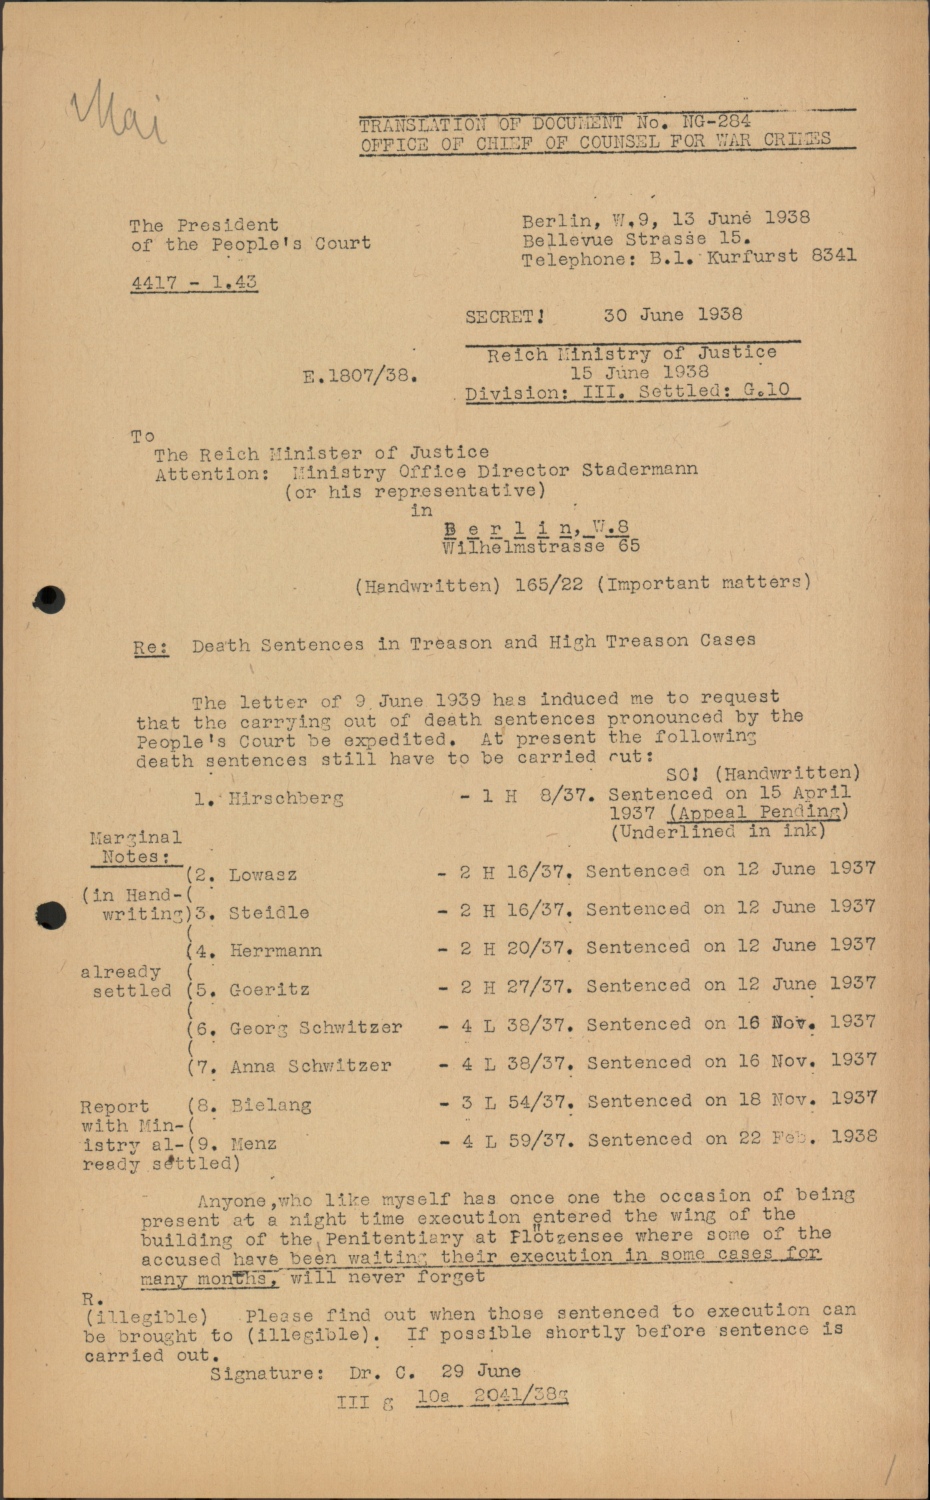 Mai
TRANSLATION OF DOCUMENT No. NG-284
OFFICE OF CHIEF OF COUNSEL FOR WAR CRIMES
The President
of the People's Court
4417 - 1.43
Berlin, W.9, 13 June 1938
Bellevue Strasse 15.
Telephone: B.1. Kurfurst 8341
SECRET! 30 June 1938
Reich Ministry of Justice
15 June 1938
Division: III. Settled: G.10
E.1807/38.
To
The Reich Minister of Justice
Attention: Ministry Office Director Stadermann
(or his representative)
in
B e r l i n, W.8
Wilhelmstrasse 65
(Handwritten) 165/22 (Important matters)
Re: Death Sentences in Treason and High Treason Cases
The letter of 9 June 1939 has induced me to request
that the carrying out of death sentences pronounced by the
People's Court be expedited. At present the following
death sentences still have to be carried out:
SO! (Handwritten)
1. Hirschberg - 1 H 8/37. Sentenced on 15 April
1937 (Appeal Pending)
(Underlined in ink)
Marginal
Notes:
(2. Lowasz - 2 H 16/37. Sentenced on 12 June 1937
(in Hand-(
writing)3. Steidle - 2 H 16/37. Sentenced on 12 June 1937
(
(4. Herrmann - 2 H 20/37. Sentenced on 12 June 1937
already (
settled (5. Goeritz - 2 H 27/37. Sentenced on 12 June 1937
(
(6. Georg Schwitzer - 4 L 38/37. Sentenced on 16 Nov. 1937
(
(7. Anna Schwitzer - 4 L 38/37. Sentenced on 16 Nov. 1937
Report (8. Bielang - 3 L 54/37. Sentenced on 18 Nov. 1937
with Min-(
istry al-(9. Menz - 4 L 59/37. Sentenced on 22 Feb. 1938
ready settled)
Anyone,who like myself has once one the occasion of being
present at a night time execution entered the wing of the
building of the Penitentiary at Plötzensee where some of the
accused have been waiting their execution in some cases for
many months, will never forget
R.
(illegible) Please find out when those sentenced to execution can
be brought to (illegible). If possible shortly before sentence is
carried out.
Signature: Dr. C. 29 June
III g 10a 2041/38g
1